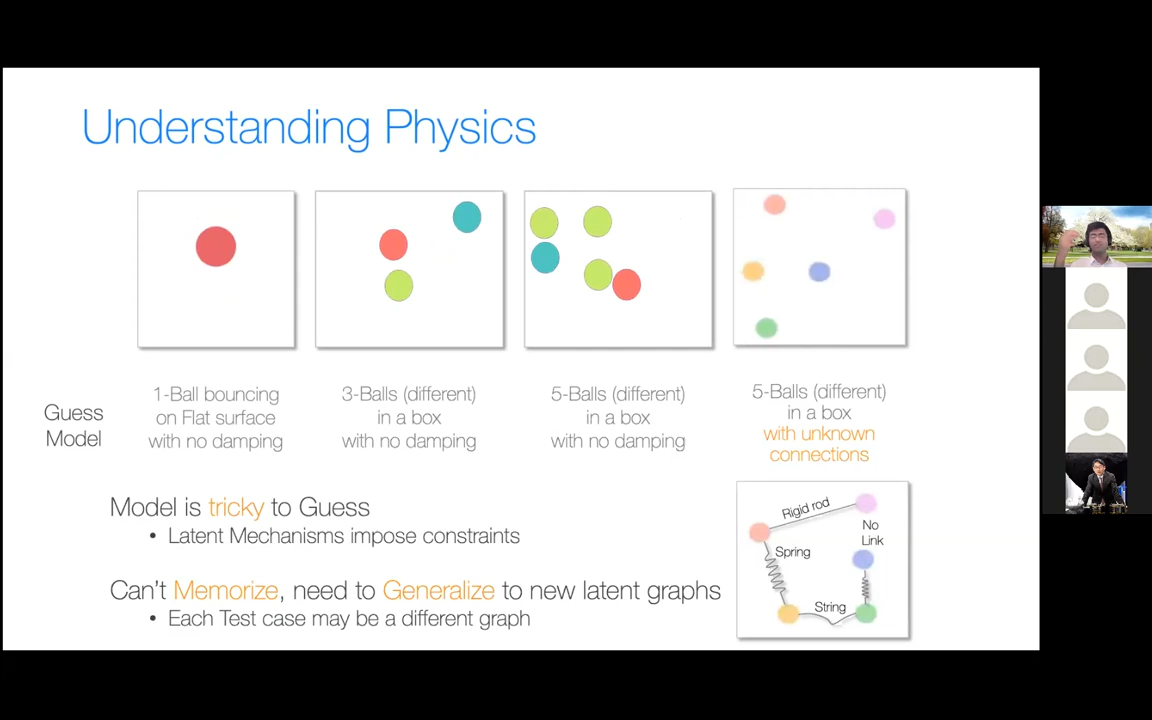 Understanding Physics
Guess
Model
1-Ball bouncing
on Flat surface
with no damping
3-Balls (different)
in a box
with no damping
5-Balls (different)
in a box
with no damping
5-Balls (different)
in a box
with unknown
connections
Model is tricky to Guess
• Latent Mechanisms impose constraints
Can't Memorize, need to Generalize to new latent graphs
• Each Test case may be a different graph
Rigid rod
No
Link
Spring
String